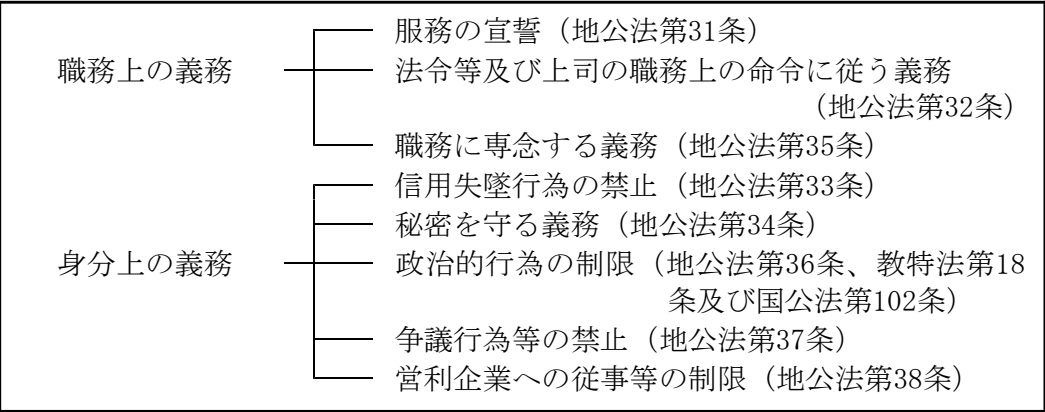 服務の宣誓（地公法第31条）
職務上の義務 法令等及び上司の職務上の命令に従う義務
（地公法第32条）
職務に専念する義務（地公法第35条）
信用失墜行為の禁止（地公法第33条）
秘密を守る義務（地公法第34条）
身分上の義務 政治的行為の制限（地公法第36条、教特法第18
条及び国公法第102条）
争議行為等の禁止（地公法第37条）
営利企業への従事等の制限（地公法第38条）